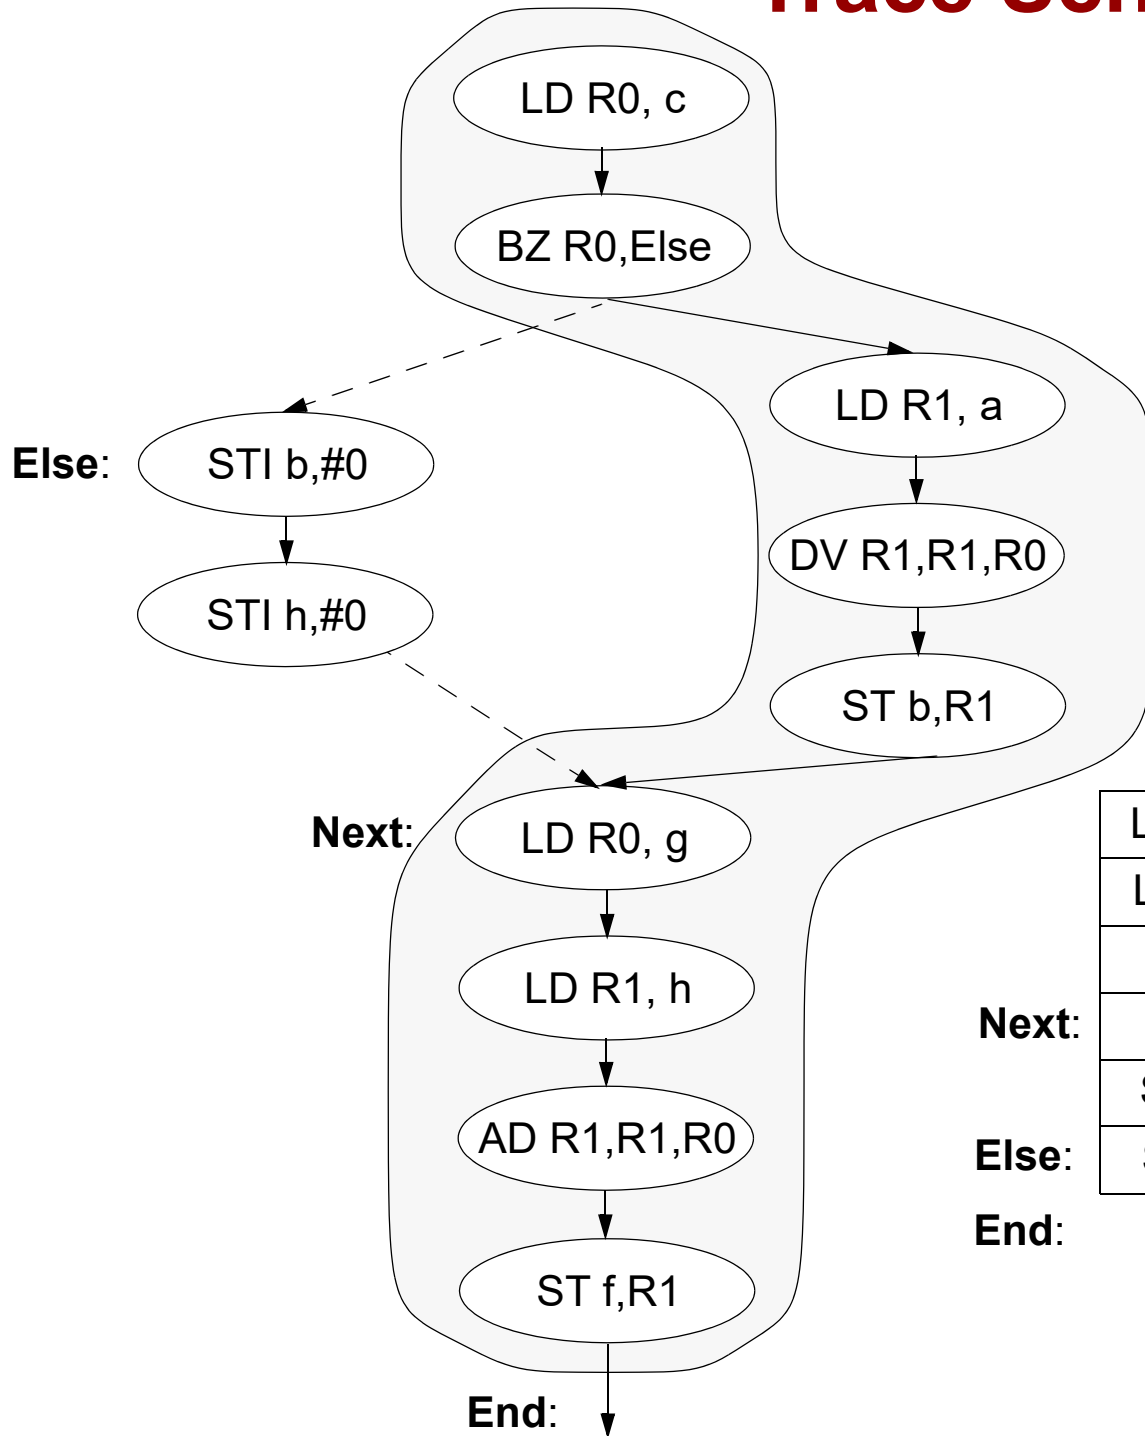 LD R0, c
BZ R0,Else
LD R1, a
Else:
STI b,#0
DV R1,R1,R0
STI h,#0
ST b,R1
Next:
LD R0, g
LD R1, h
Next:
AD R1,R1,R0
Else:
End:
ST f,R1
End: